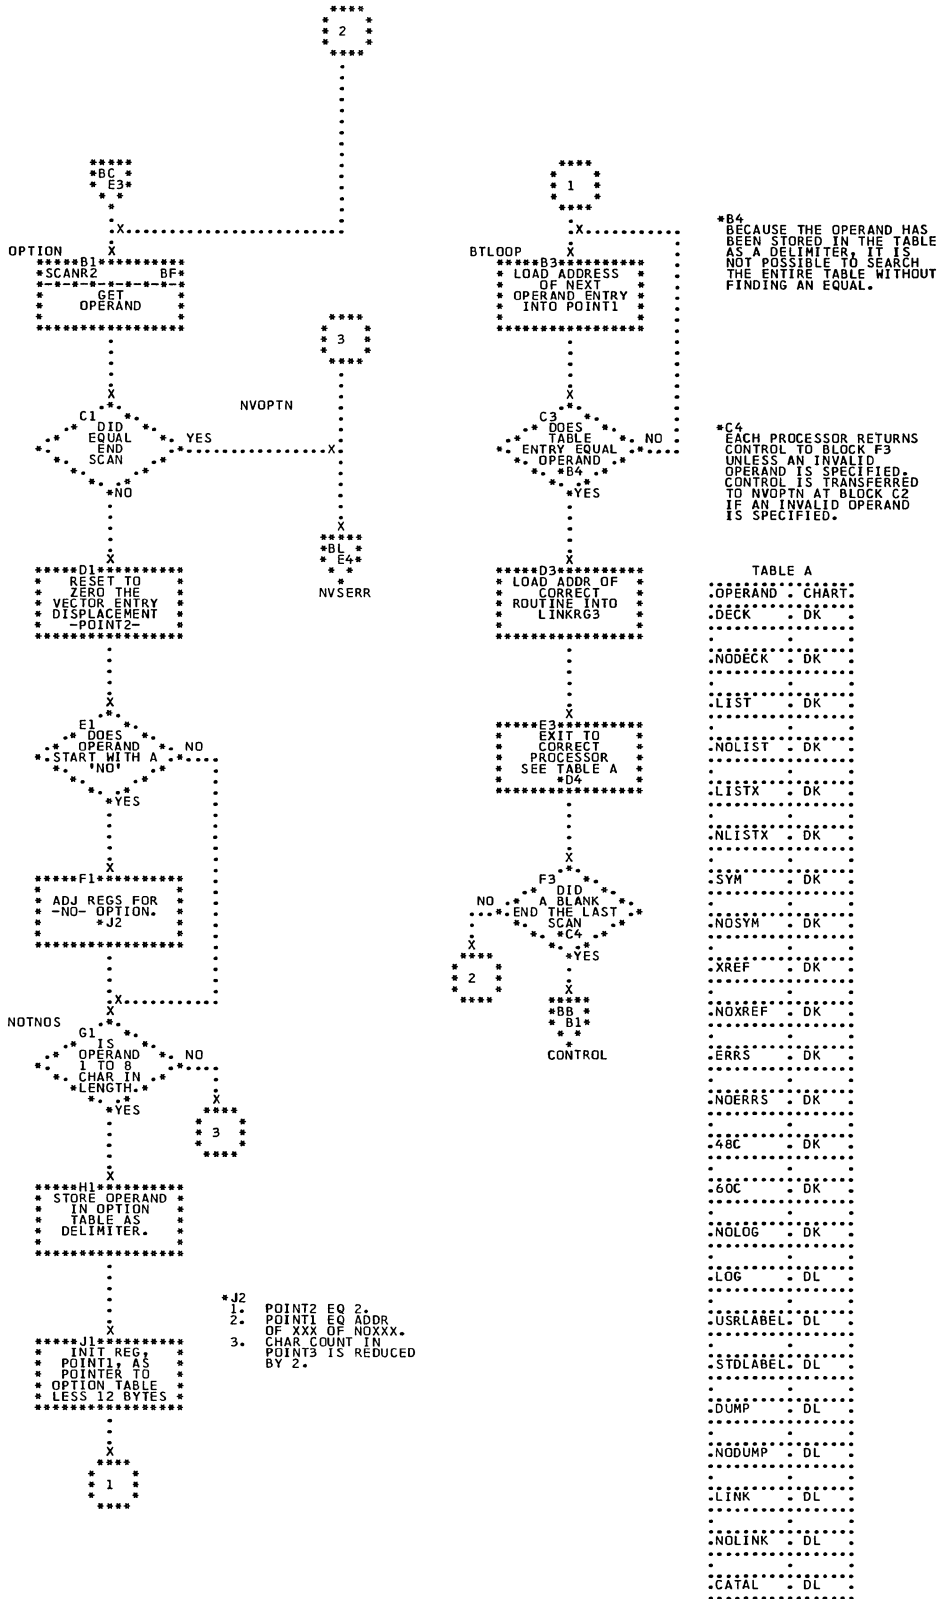 2
BC
E3
OPTION
B1
SCANR2 BF
GET
OPERAND
3
C1
DID
EQUAL
END
SCAN
YES
NVOPTN
NO
BL
E4
NVSERR
D1
RESET TO
ZERO THE
VECTOR ENTRY
DISPLACEMENT
-POINT2-
E1
DOES
OPERAND
START WITH A
'NO'
NO
YES
F1
ADJ REGS FOR
-NO- OPTION.
*J2
NOTNOS
G1
IS
OPERAND
1 TO 8
CHAR IN
LENGTH.
NO
YES
3
H1
STORE OPERAND
IN OPTION
TABLE AS
DELIMITER.
J1
INIT REG,
POINT1, AS
POINTER TO
OPTION TABLE
LESS 12 BYTES
1
*J2
1. POINT2 EQ 2.
2. POINT1 EQ ADDR
OF XXX OF NOXXX.
3. CHAR COUNT IN
POINT3 IS REDUCED
BY 2.
1
BTLOOP
B3
LOAD ADDRESS
OF NEXT
OPERAND ENTRY
INTO POINT1
C3
DOES
TABLE
ENTRY EQUAL
OPERAND
*B4
NO
YES
D3
LOAD ADDR OF
CORRECT
ROUTINE INTO
LINKRG3
E3
EXIT TO
CORRECT
PROCESSOR
SEE TABLE A
*D4
F3
DID
A BLANK
END THE LAST
SCAN
*C4
NO
YES
2
BB
B1
CONTROL
*B4
BECAUSE THE OPERAND HAS
BEEN STORED IN THE TABLE
AS A DELIMITER, IT IS
NOT POSSIBLE TO SEARCH
THE ENTIRE TABLE WITHOUT
FINDING AN EQUAL.
*C4
EACH PROCESSOR RETURNS
CONTROL TO BLOCK F3
UNLESS AN INVALID
OPERAND IS SPECIFIED.
CONTROL IS TRANSFERRED
TO NVOPTN AT BLOCK C2
IF AN INVALID OPERAND
IS SPECIFIED.
TABLE A
OPERAND CHART
DECK DK
NODECK DK
LIST DK
NOLIST DK
LISTX DK
NLISTX DK
SYM DK
NOSYM DK
XREF DK
NOXREF DK
ERRS DK
NOERRS DK
48C DK
60C DK
NOLOG DK
LOG DL
USRLABEL DL
STDLABEL DL
DUMP DL
NODUMP DL
LINK DL
NOLINK DL
CATAL DL